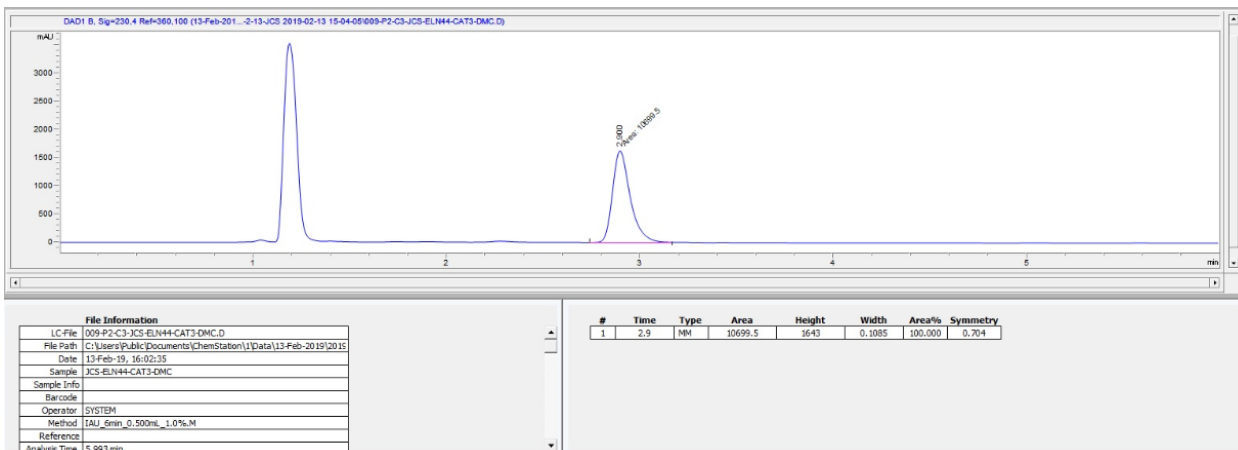 DAD1 B, Sig=230,4 Ref=360,100 (13-Feb-201...-2-13-JCS 2019-02-13 15-04-05\009-P2-C3-JCS-ELN44-CAT3-DMC.D)
mAU
3000
2500
2000
1500
1000
500
0
2.900
Area: 10699.5
1 2 3 4 5 min
File Information
LC-File 009-P2-C3-JCS-ELN44-CAT3-DMC.D
File Path C:\Users\Public\Documents\ChemStation\1\Data\13-Feb-2019\2019
Date 13-Feb-19, 16:02:35
Sample JCS-ELN44-CAT3-DMC
Sample Info
Barcode
Operator SYSTEM
Method IAU_6min_0.500mL_1.0%.M
Reference
Analysis Time 5.993 min
# Time Type Area Height Width Area% Symmetry
1 2.9 MM 10699.5 1643 0.1085 100.000 0.704